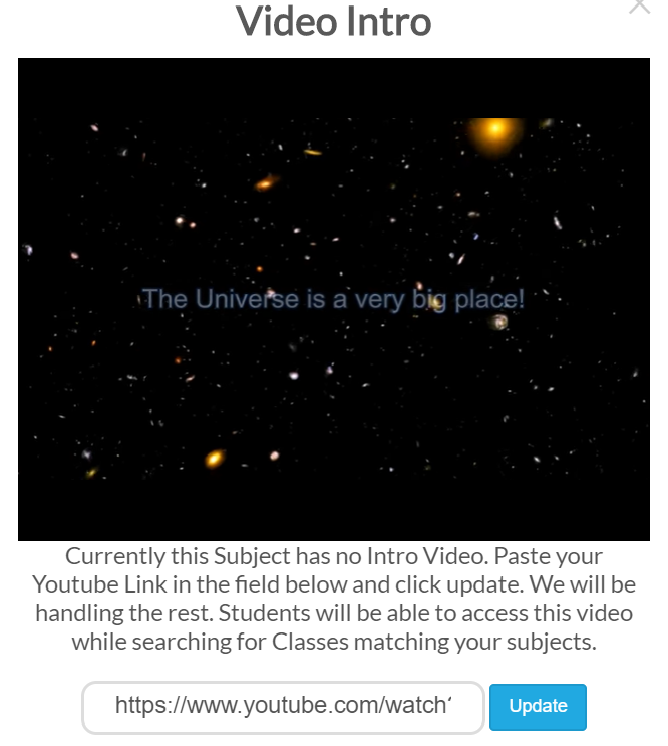 Video Intro
The Universe is a very big place!
Currently this Subject has no Intro Video. Paste your
Youtube Link in the field below and click update. We will be
handling the rest. Students will be able to access this video
while searching for Classes matching your subjects.
https://www.youtube.com/watch
Update